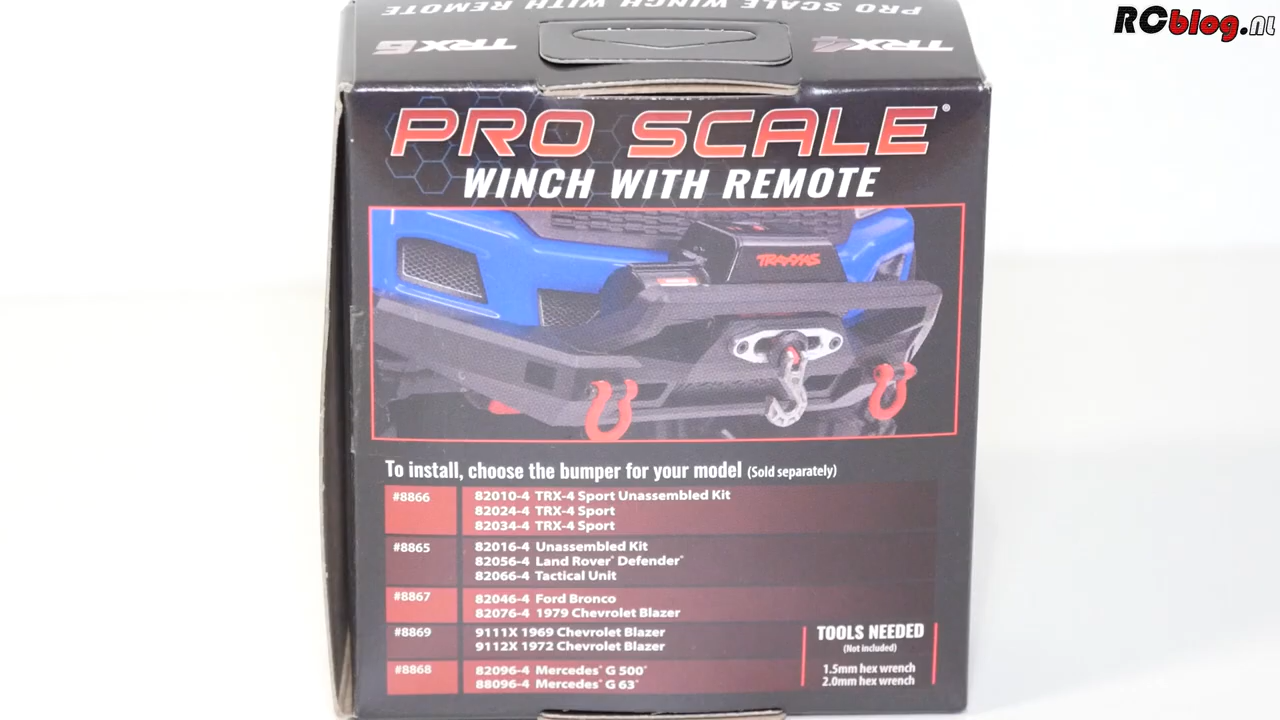 RCblog.nl
PRO SCALE WINCH WITH REMOTE
TRX4 TRX6
PRO SCALE®
WINCH WITH REMOTE
TRAXXAS
To install, choose the bumper for your model (Sold separately)
#8866
82010-4 TRX-4 Sport Unassembled Kit
82024-4 TRX-4 Sport
82034-4 TRX-4 Sport
#8865
82016-4 Unassembled Kit
82056-4 Land Rover® Defender®
82066-4 Tactical Unit
#8867
82046-4 Ford Bronco
82076-4 1979 Chevrolet Blazer
#8869
9111X 1969 Chevrolet Blazer
9112X 1972 Chevrolet Blazer
#8868
82096-4 Mercedes® G 500®
88096-4 Mercedes® G 63®
TOOLS NEEDED
(Not included)
1.5mm hex wrench
2.0mm hex wrench